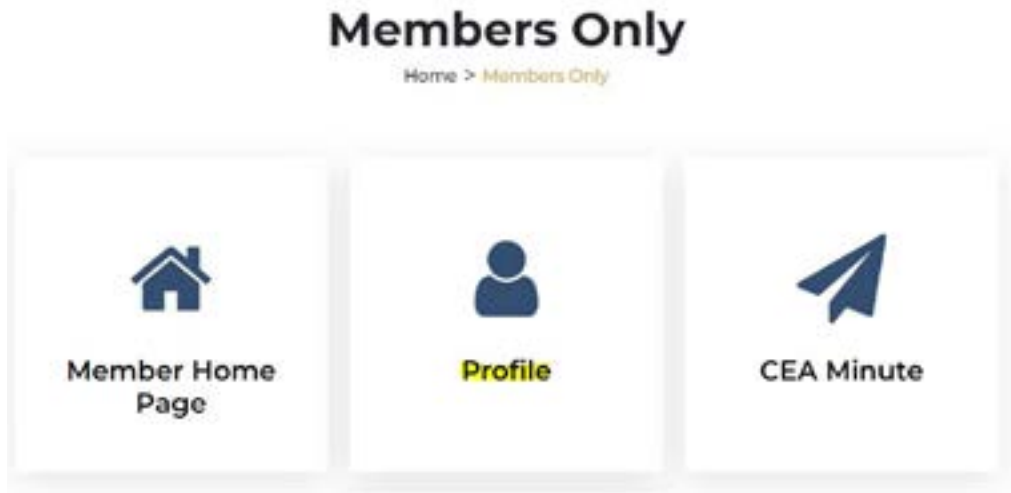 Members Only
Home > Members Only
Member Home
Page
Profile
CEA Minute